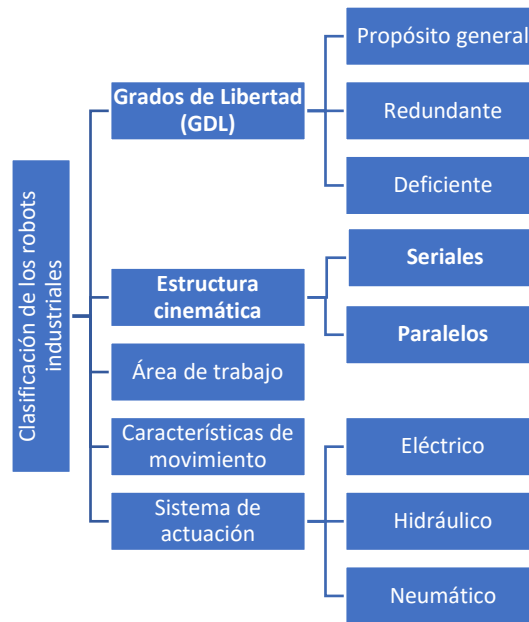 Clasificación de los robots
industriales
Grados de Libertad
(GDL)
Propósito general
Redundante
Deficiente
Estructura
cinemática
Seriales
Paralelos
Área de trabajo
Características de
movimiento
Sistema de
actuación
Eléctrico
Hidráulico
Neumático